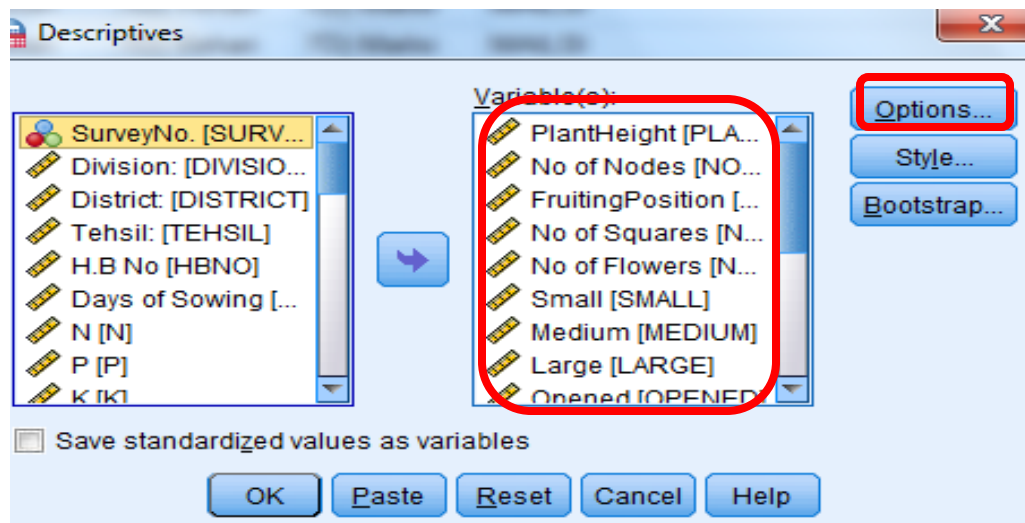 Descriptives
SurveyNo. [SURV...
Division: [DIVISIO...
District: [DISTRICT]
Tehsil: [TEHSIL]
H.B No [HBNO]
Days of Sowing [...
N [N]
P [P]
K [K]
Variable(s):
PlantHeight [PLA...
No of Nodes [NO...
FruitingPosition [...
No of Squares [N...
No of Flowers [N...
Small [SMALL]
Medium [MEDIUM]
Large [LARGE]
Opened [OPENED]
Options...
Style...
Bootstrap...
Save standardized values as variables
OK Paste Reset Cancel Help